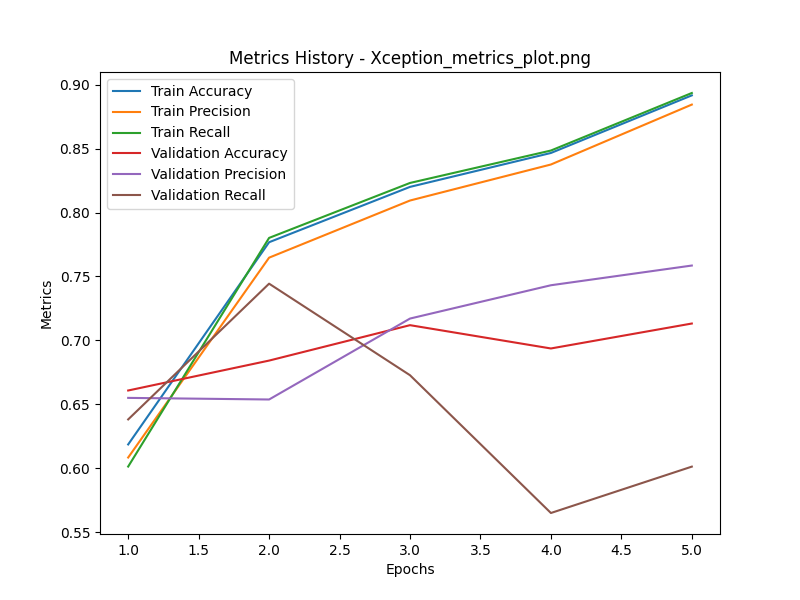 Metrics History - Xception_metrics_plot.png
0.90
0.85
0.80
0.75
0.70
0.65
0.60
0.55
Metrics
Train Accuracy
Train Precision
Train Recall
Validation Accuracy
Validation Precision
Validation Recall
1.0 1.5 2.0 2.5 3.0 3.5 4.0 4.5 5.0
Epochs